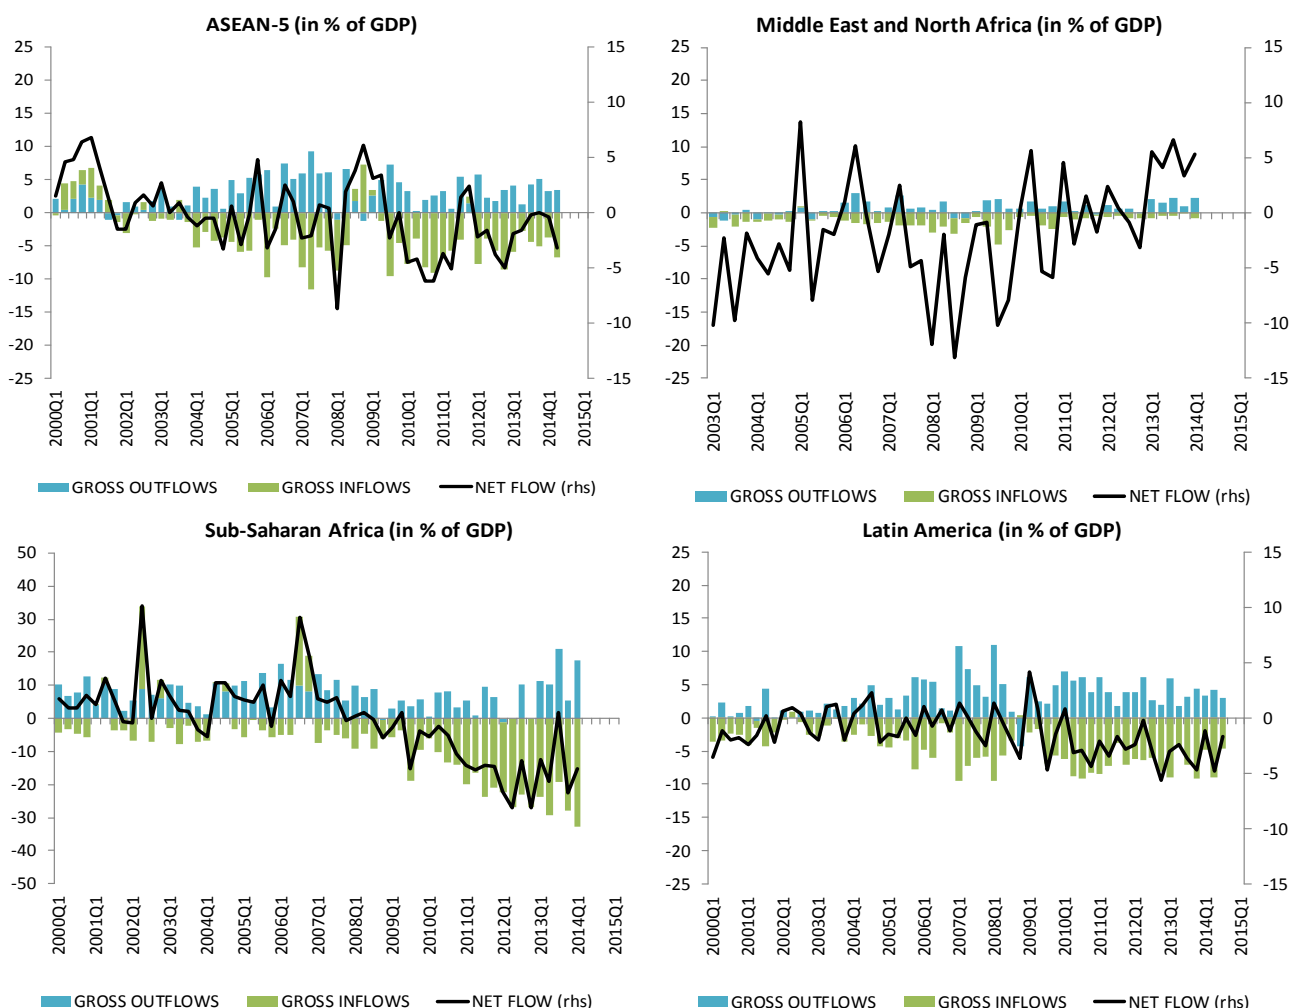 ASEAN-5 (in % of GDP)
25 20 15 10 5 0 -5 -10 -15 -20 -25
15 10 5 0 -5 -10 -15
2000Q1 2001Q1 2002Q1 2003Q1 2004Q1 2005Q1 2006Q1 2007Q1 2008Q1 2009Q1 2010Q1 2011Q1 2012Q1 2013Q1 2014Q1 2015Q1
GROSS OUTFLOWS GROSS INFLOWS NET FLOW (rhs)
Middle East and North Africa (in % of GDP)
25 20 15 10 5 0 -5 -10 -15 -20 -25
15 10 5 0 -5 -10 -15
2003Q1 2004Q1 2005Q1 2006Q1 2007Q1 2008Q1 2009Q1 2010Q1 2011Q1 2012Q1 2013Q1 2014Q1 2015Q1
GROSS OUTFLOWS GROSS INFLOWS NET FLOW (rhs)
Sub-Saharan Africa (in % of GDP)
50 40 30 20 10 0 -10 -20 -30 -40 -50
2000Q1 2001Q1 2002Q1 2003Q1 2004Q1 2005Q1 2006Q1 2007Q1 2008Q1 2009Q1 2010Q1 2011Q1 2012Q1 2013Q1 2014Q1 2015Q1
GROSS OUTFLOWS GROSS INFLOWS NET FLOW (rhs)
Latin America (in % of GDP)
25 20 15 10 5 0 -5 -10 -15 -20 -25
15 10 5 0 -5 -10 -15
2000Q1 2001Q1 2002Q1 2003Q1 2004Q1 2005Q1 2006Q1 2007Q1 2008Q1 2009Q1 2010Q1 2011Q1 2012Q1 2013Q1 2014Q1 2015Q1
GROSS OUTFLOWS GROSS INFLOWS NET FLOW (rhs)